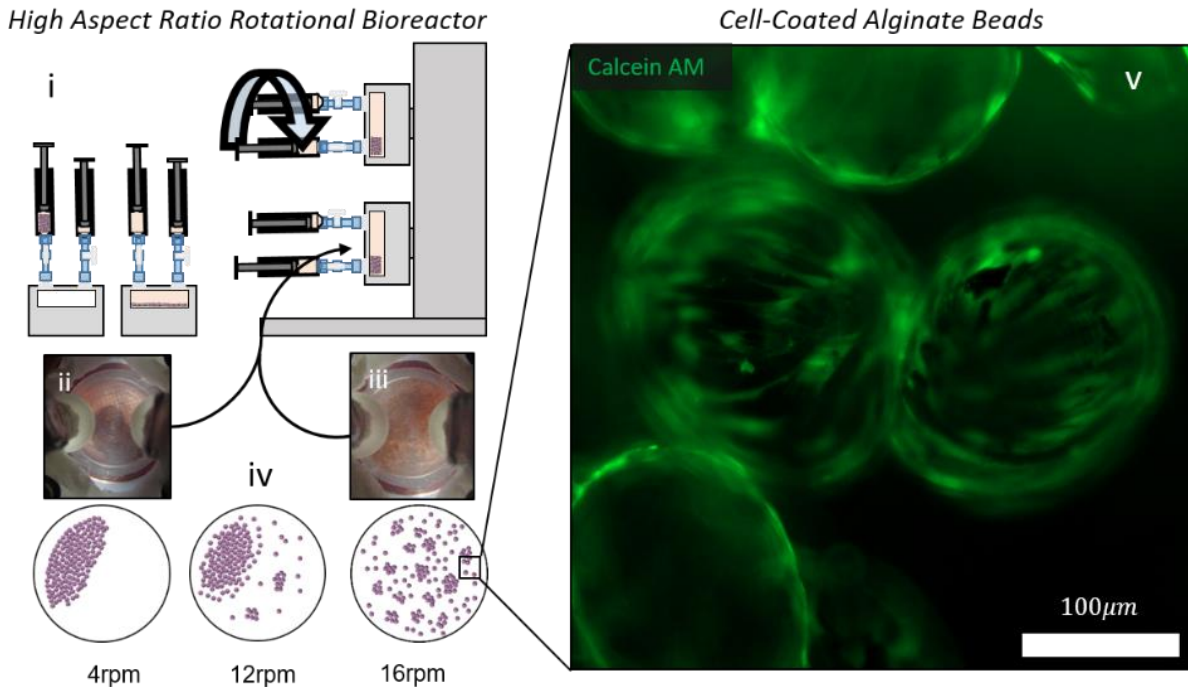 High Aspect Ratio Rotational Bioreactor
Cell-Coated Alginate Beads
i
ii
iii
iv
4rpm
12rpm
16rpm
Calcein AM
v
100μm